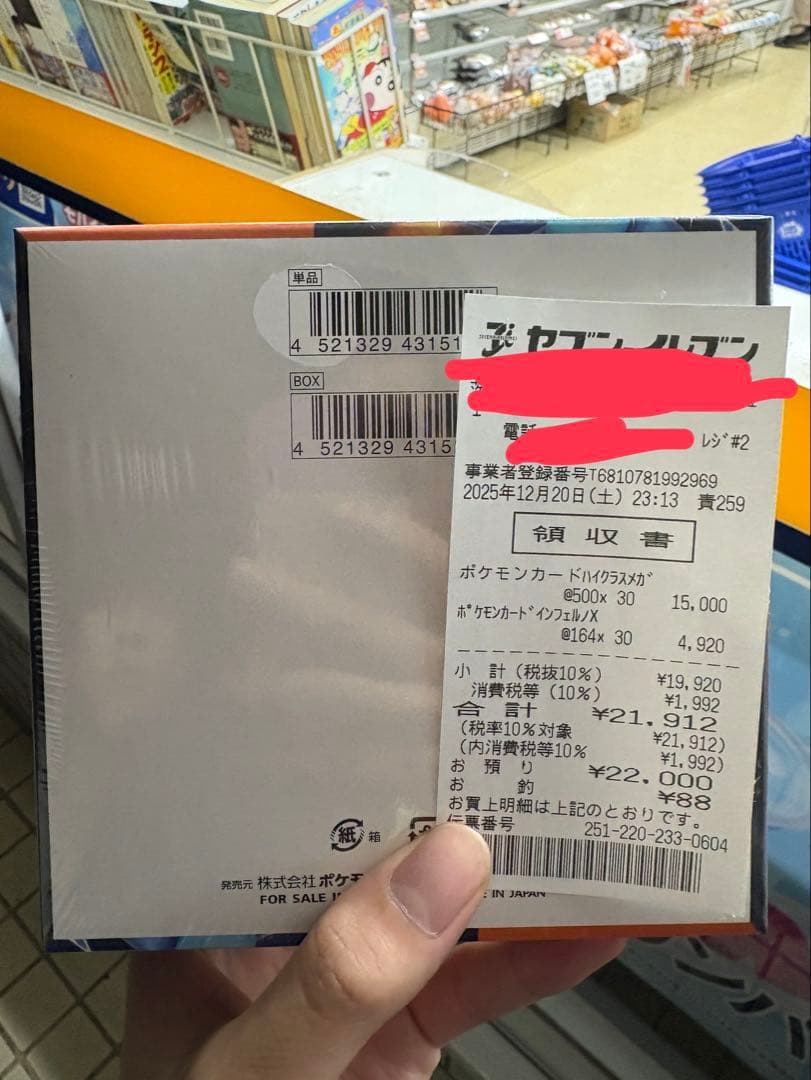 単品
4 521329 43151
BOX
4 521329 4315
セブン-イレブン
電話
レジ#2
事業者登録番号T6810781992969
2025年12月20日(土) 23:13 責259
領収書
ポケモンカードハイクラスメガ
@500x 30 15,000
ポケモンカードインフェルノX
@164x 30 4,920
小 計(税抜10%) ¥19,920
消費税等(10%) ¥1,992
合 計 ¥21,912
(税率10%対象 ¥21,912)
(内消費税等10% ¥1,992)
お 預 り ¥22,000
お 釣 ¥88
お買上明細は上記のとおりです。
伝票番号 251-220-233-0604
紙 箱
発売元 株式会社ポケモ
FOR SALE I
E IN JAPAN